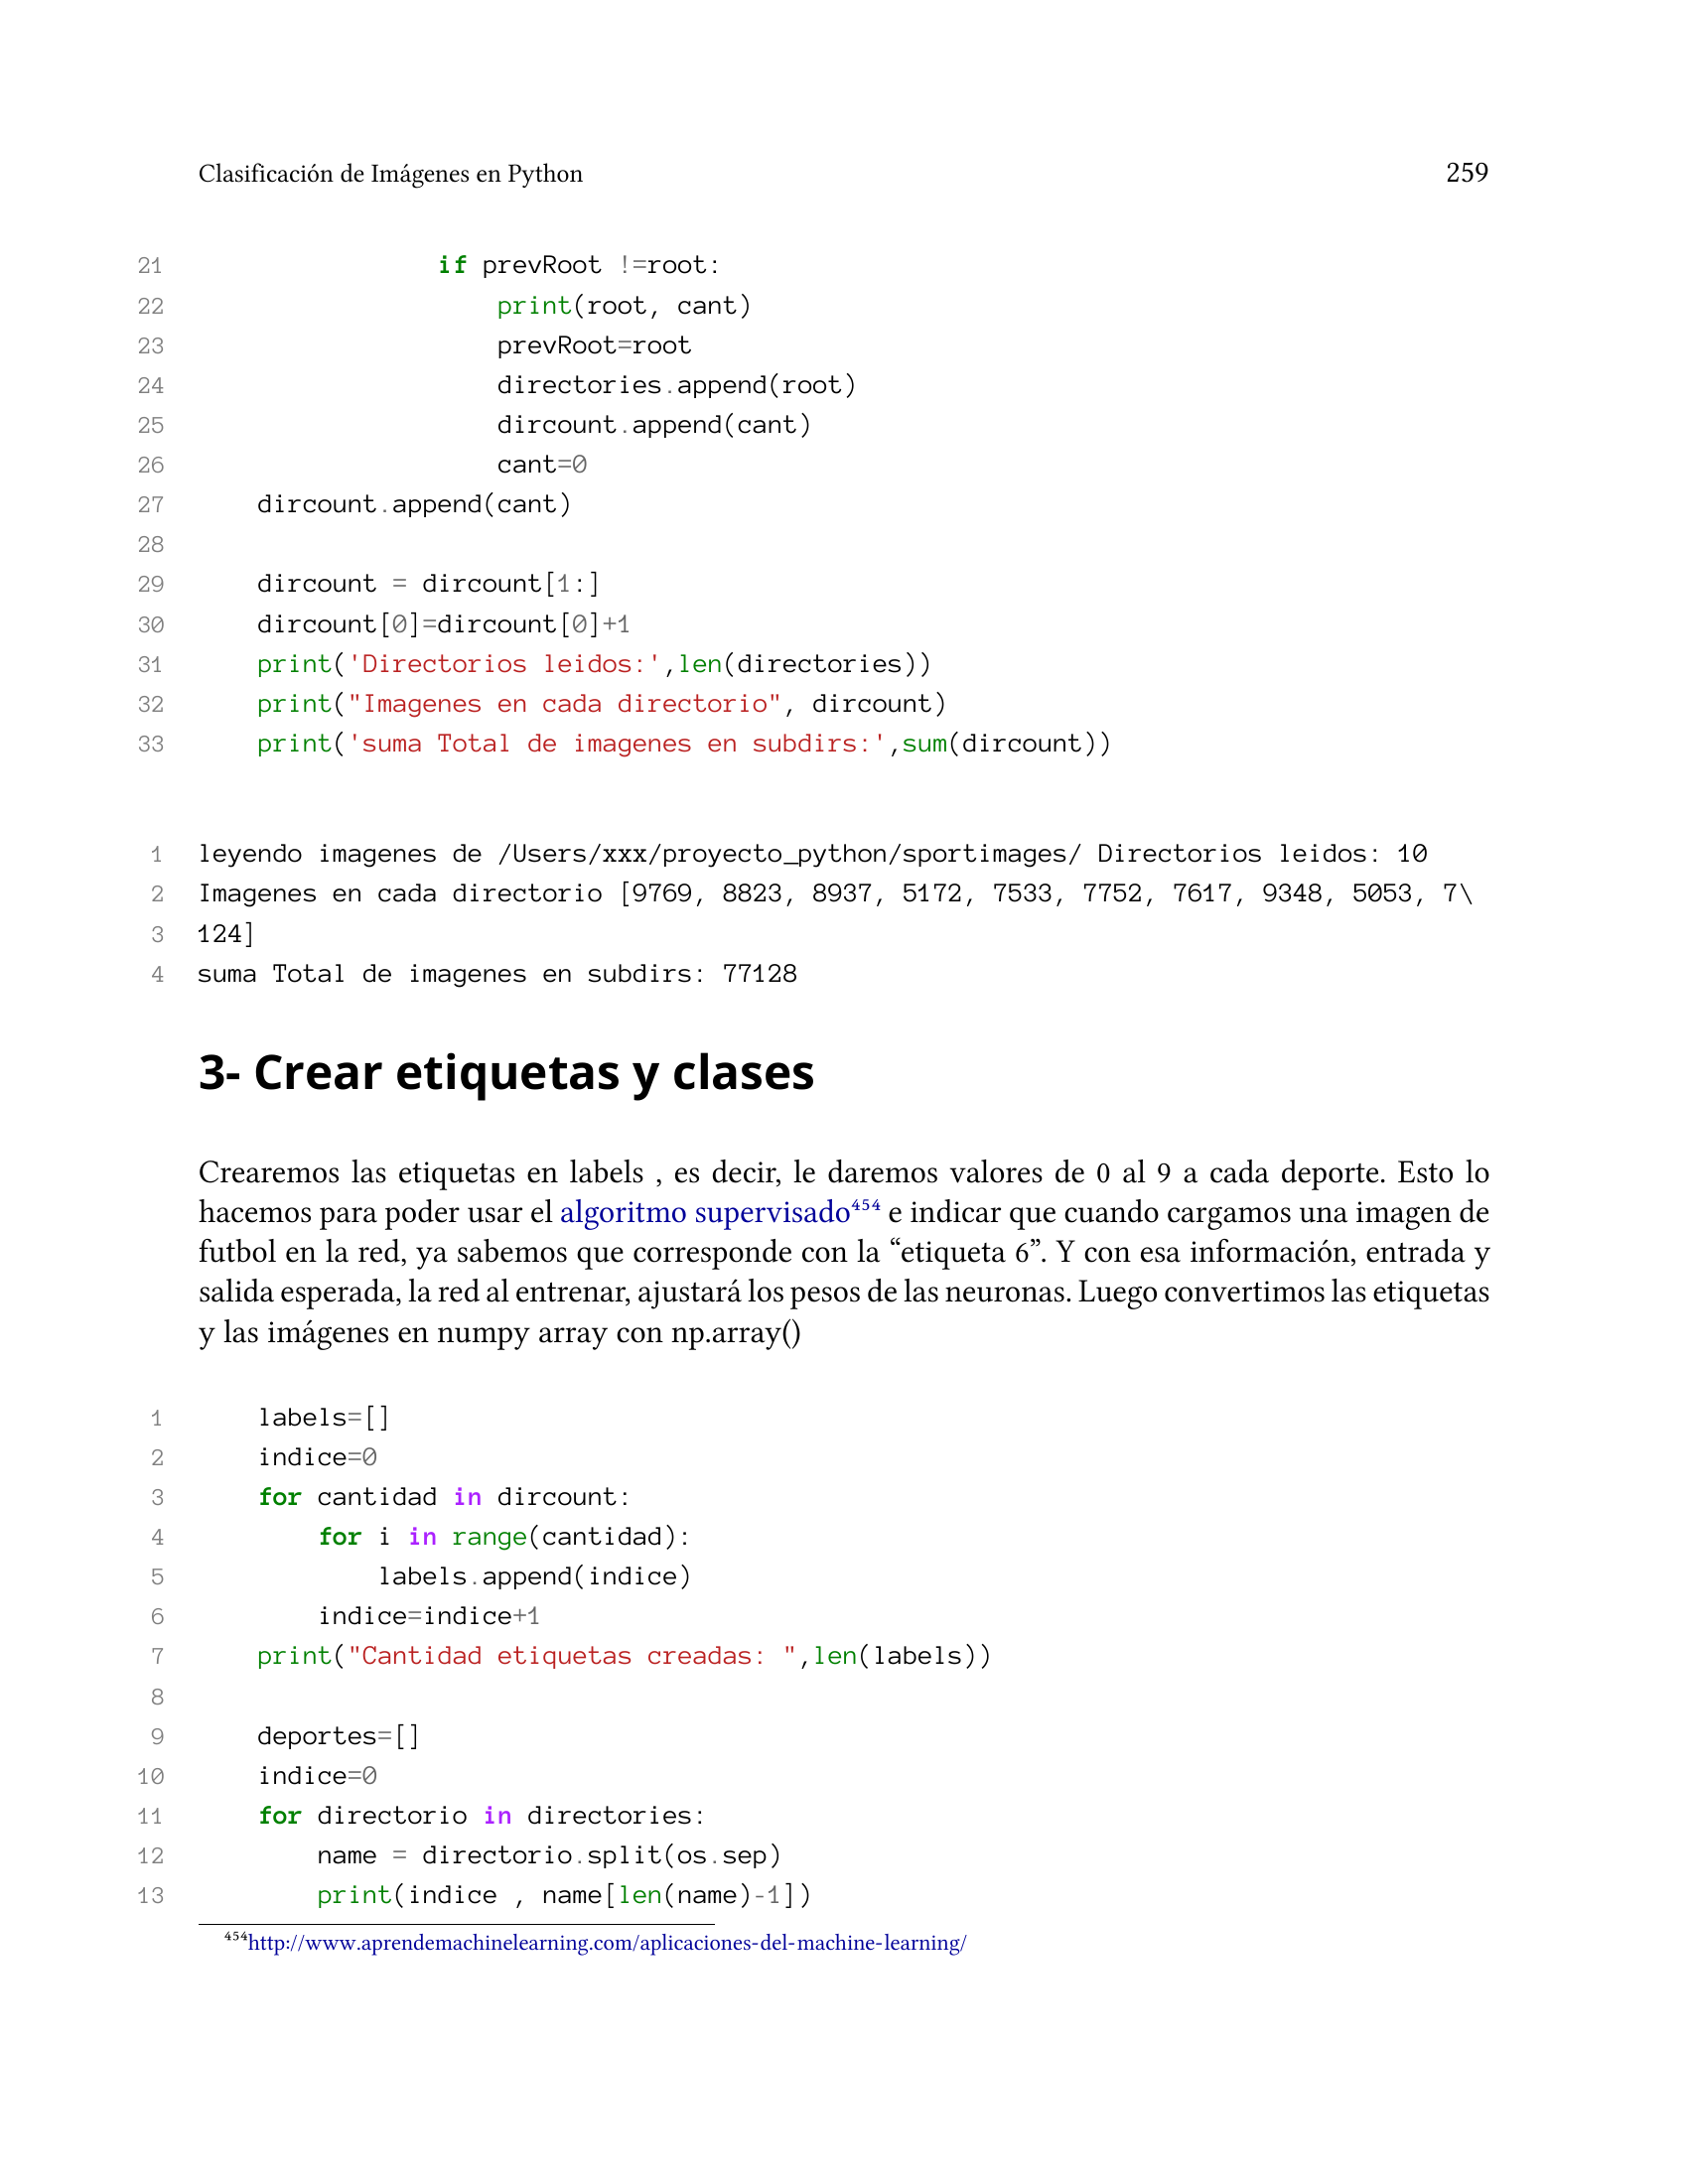 Clasificación de Imágenes en Python 259
21 if prevRoot !=root:
22 print(root, cant)
23 prevRoot=root
24 directories.append(root)
25 dircount.append(cant)
26 cant=0
27 dircount.append(cant)
28
29 dircount = dircount[1:]
30 dircount[0]=dircount[0]+1
31 print('Directorios leidos:',len(directories))
32 print("Imagenes en cada directorio", dircount)
33 print('suma Total de imagenes en subdirs:',sum(dircount))
1 leyendo imagenes de /Users/xxx/proyecto_python/sportimages/ Directorios leidos: 10
2 Imagenes en cada directorio [9769, 8823, 8937, 5172, 7533, 7752, 7617, 9348, 5053, 7\
3 124]
4 suma Total de imagenes en subdirs: 77128
3- Crear etiquetas y clases
Crearemos las etiquetas en labels , es decir, le daremos valores de 0 al 9 a cada deporte. Esto lo
hacemos para poder usar el algoritmo supervisado⁴⁵⁴ e indicar que cuando cargamos una imagen de
futbol en la red, ya sabemos que corresponde con la “etiqueta 6”. Y con esa información, entrada y
salida esperada, la red al entrenar, ajustará los pesos de las neuronas. Luego convertimos las etiquetas
y las imágenes en numpy array con np.array()
1 labels=[]
2 indice=0
3 for cantidad in dircount:
4 for i in range(cantidad):
5 labels.append(indice)
6 indice=indice+1
7 print("Cantidad etiquetas creadas: ",len(labels))
8
9 deportes=[]
10 indice=0
11 for directorio in directories:
12 name = directorio.split(os.sep)
13 print(indice , name[len(name)-1])
⁴⁵⁴http://www.aprendemachinelearning.com/aplicaciones-del-machine-learning/